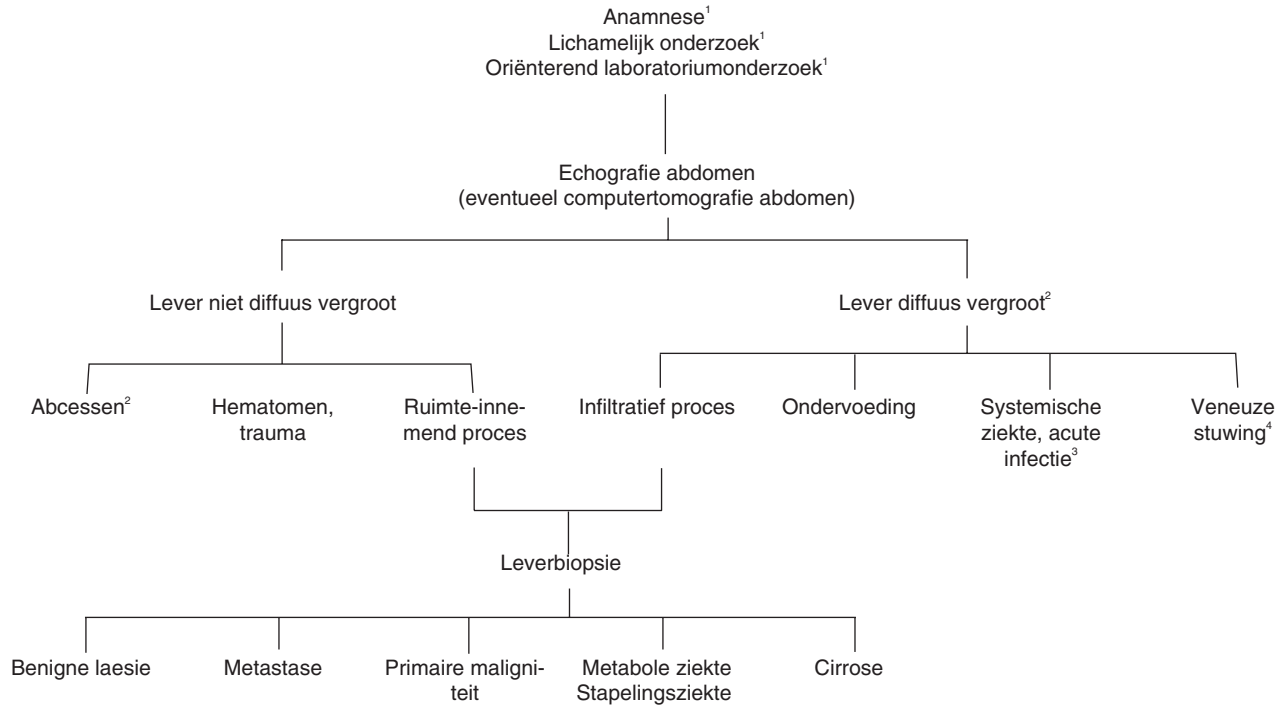 Anamnese¹
Lichamelijk onderzoek¹
Oriënterend laboratoriumonderzoek¹
Echografie abdomen
(eventueel computertomografie abdomen)
Lever niet diffuus vergroot
Lever diffuus vergroot²
Abcessen²
Hematomen,
trauma
Ruimte-inne-
mend proces
Infiltratief proces
Ondervoeding
Systemische
ziekte, acute
infectie³
Veneuze
stuwing⁴
Leverbiopsie
Benigne laesie
Metastase
Primaire maligni-
teit
Metabole ziekte
Stapelingsziekte
Cirrose